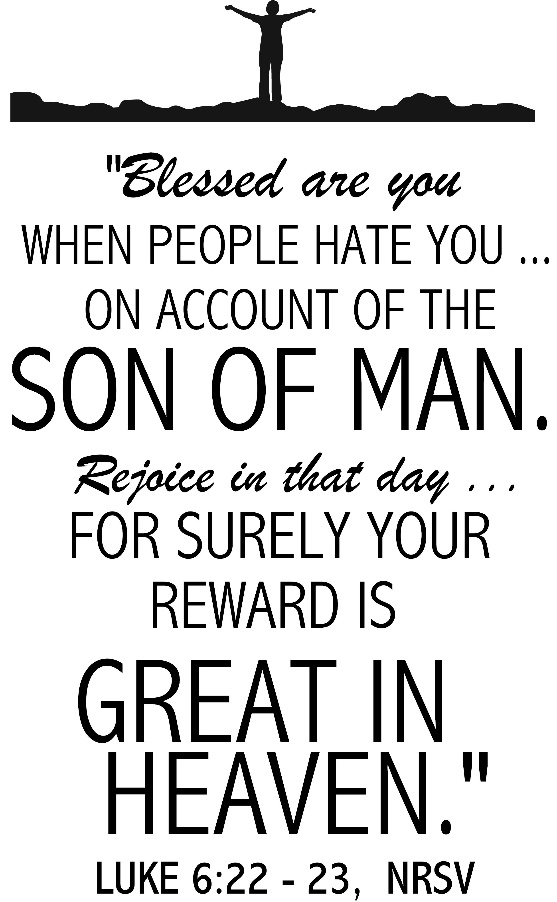 "Blessed are you
WHEN PEOPLE HATE YOU ...
ON ACCOUNT OF THE
SON OF MAN.
Rejoice in that day ...
FOR SURELY YOUR
REWARD IS
GREAT IN
HEAVEN."
LUKE 6:22 - 23, NRSV